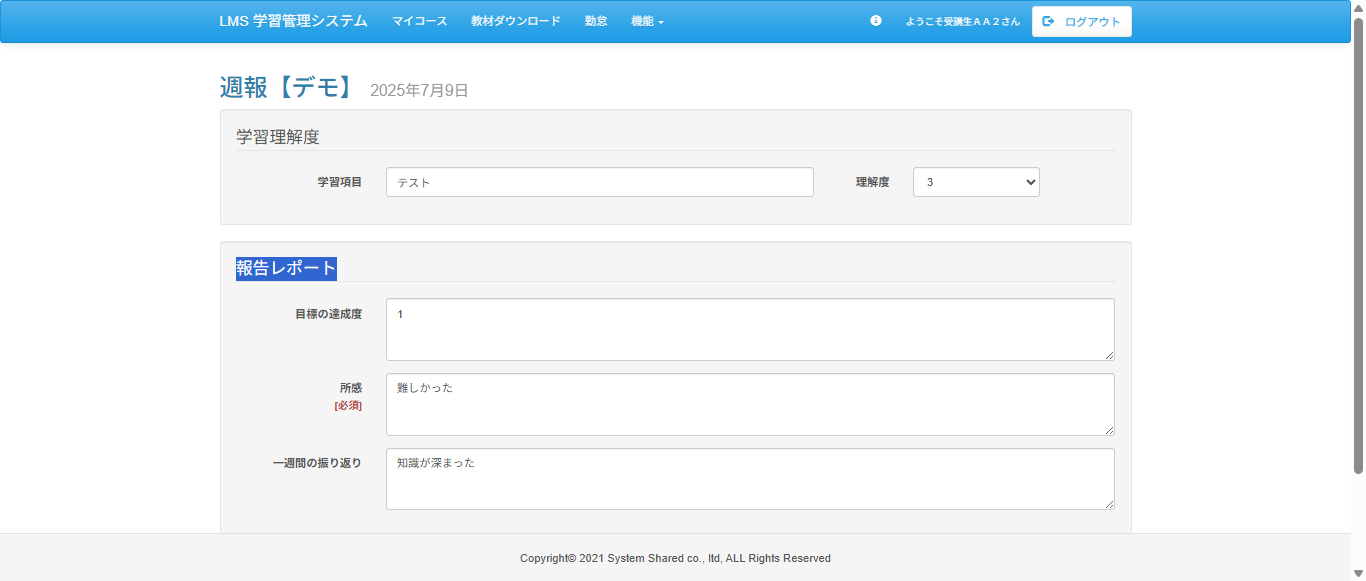 LMS 学習管理システム マイコース 教材ダウンロード 勤怠 機能 ようこそ受講生ＡＡ２さん ログアウト
週報【デモ】 2025年7月9日
学習理解度
学習項目 テスト 理解度 3
報告レポート
目標の達成度 1
所感 難しかった
[必須]
一週間の振り返り 知識が深まった
Copyright© 2021 System Shared co., ltd, ALL Rights Reserved